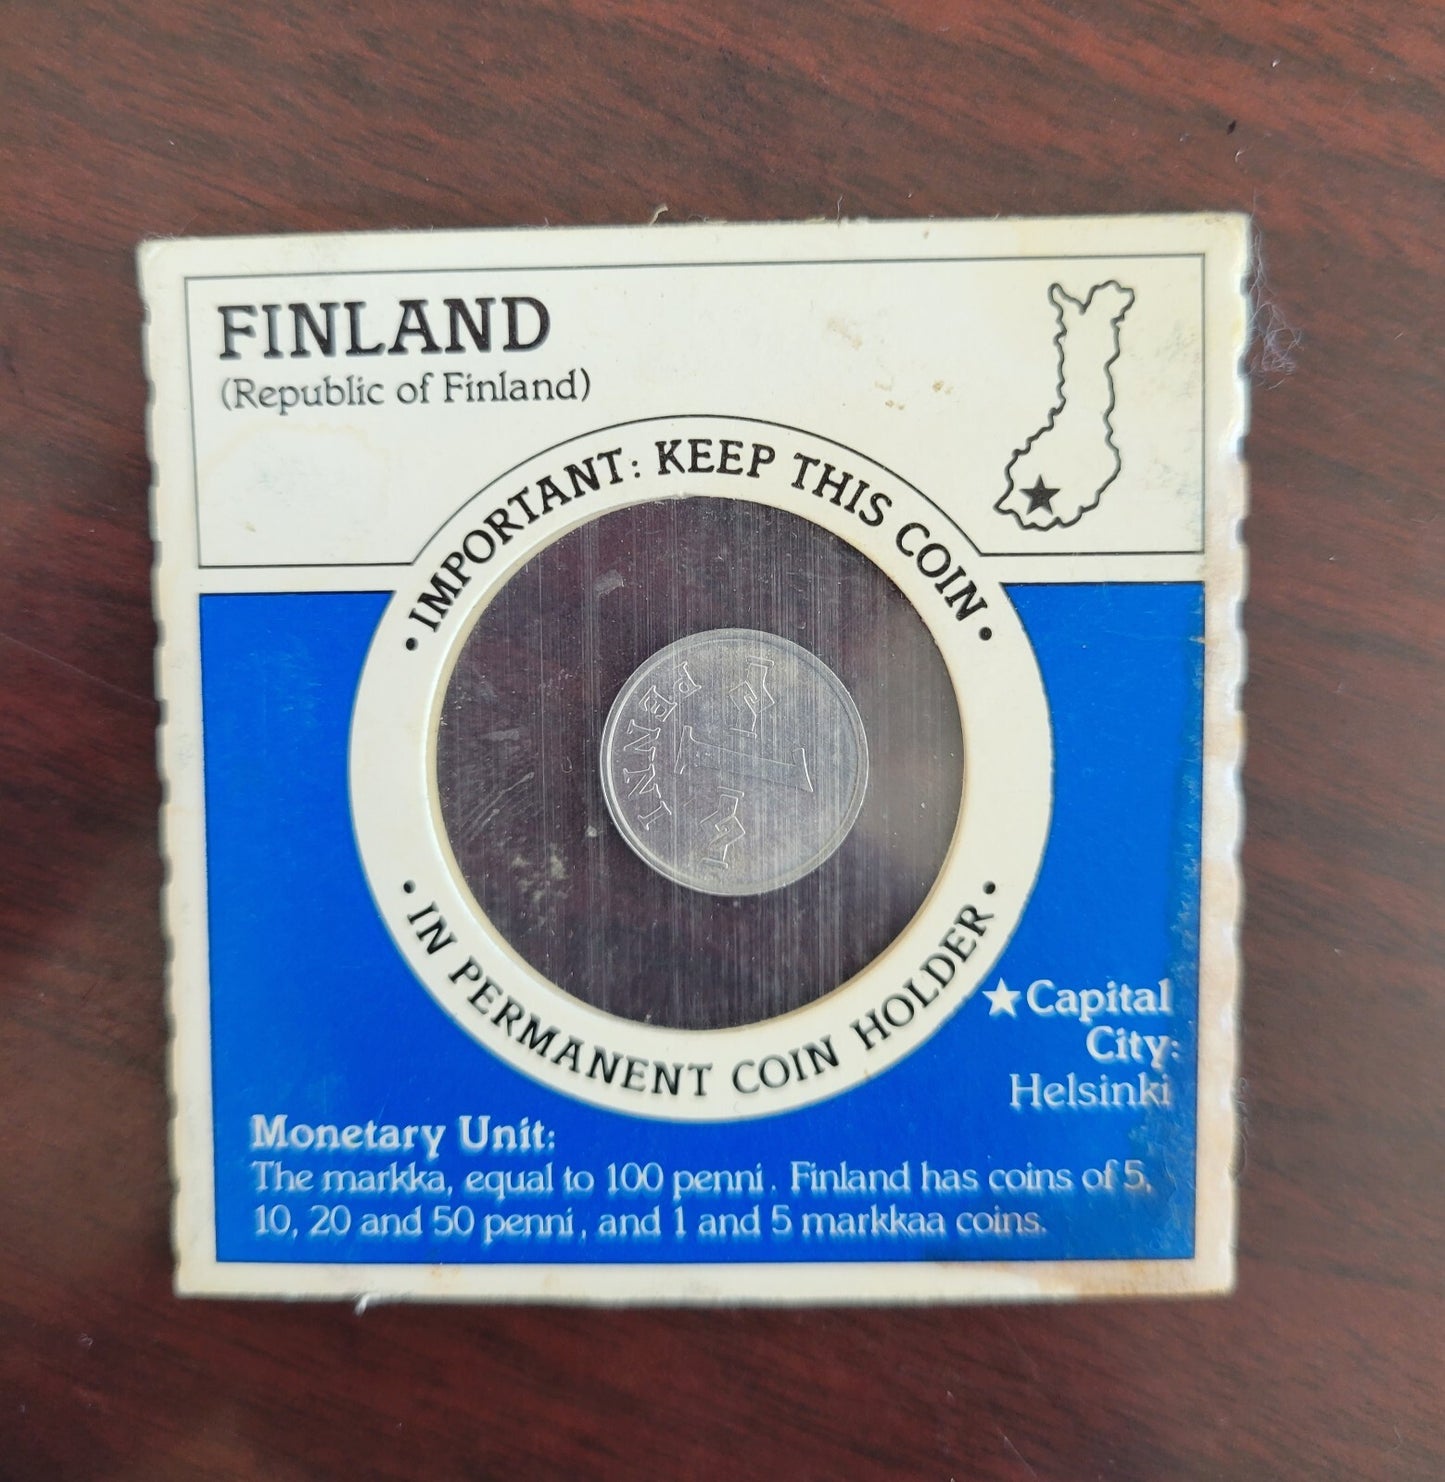 FINLAND
(Republic of Finland)
• IMPORTANT: KEEP THIS COIN •
1
PENNI
• IN PERMANENT COIN HOLDER •
★Capital
City:
Helsinki
Monetary Unit:
The markka, equal to 100 penni. Finland has coins of 5,
10, 20 and 50 penni, and 1 and 5 markkaa coins.